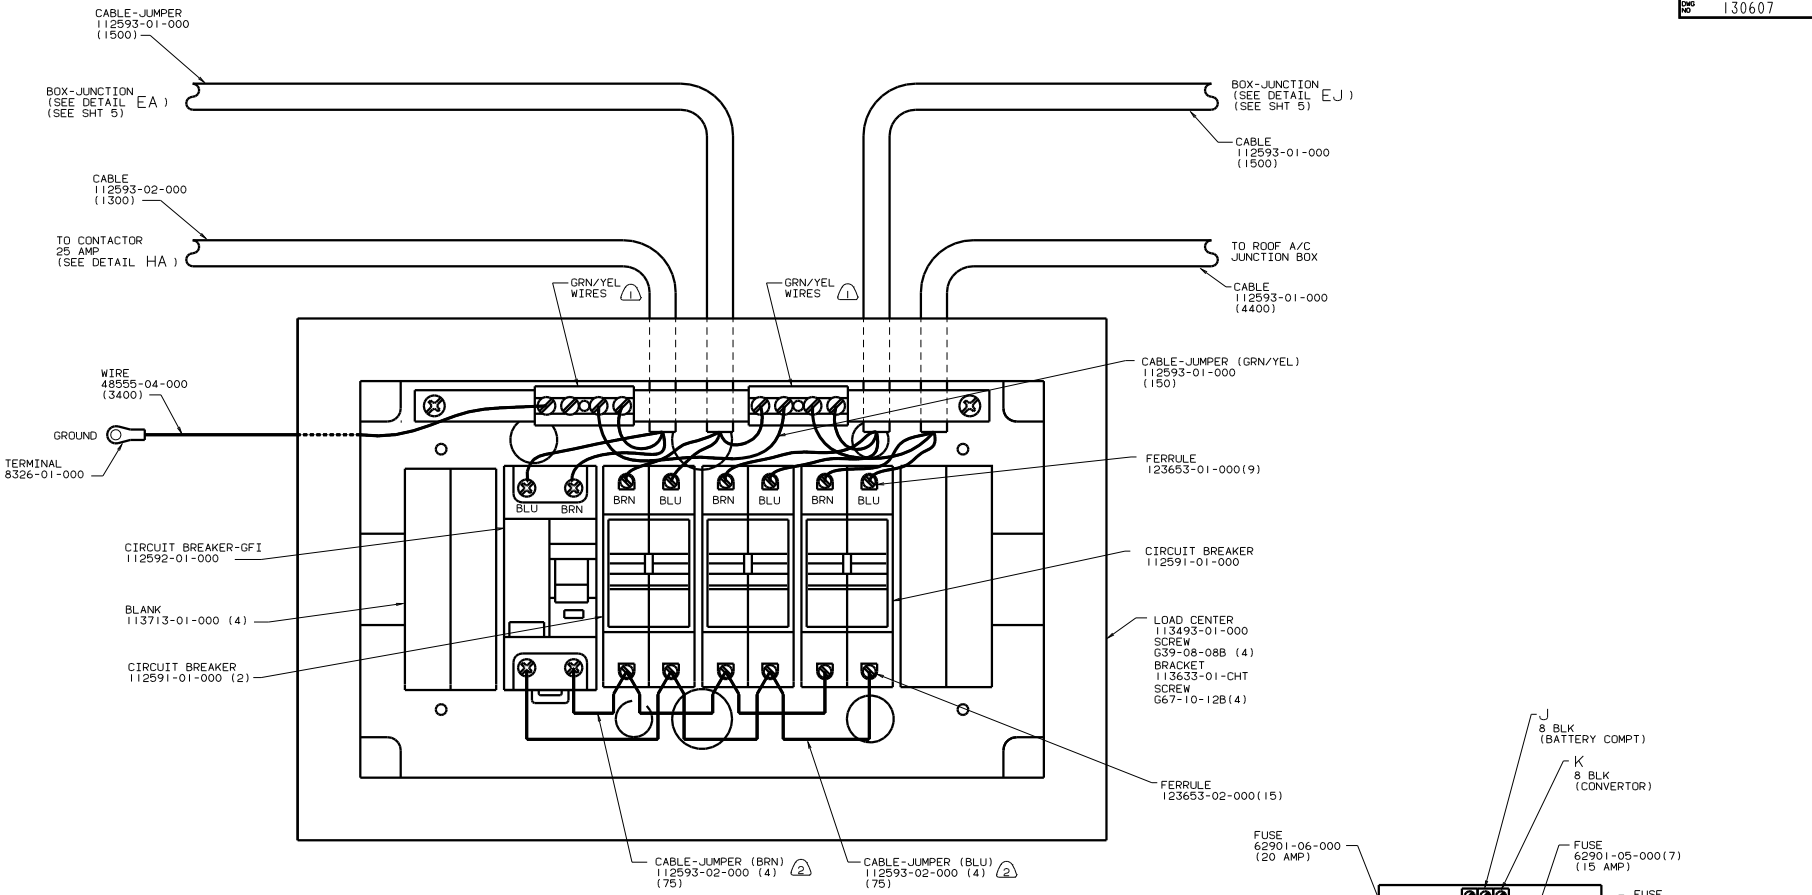 DWG NO 130607
CABLE-JUMPER
112593-01-000
(1500)
BOX-JUNCTION
(SEE DETAIL EA )
(SEE SHT 5)
BOX-JUNCTION
(SEE DETAIL EJ )
(SEE SHT 5)
CABLE
112593-01-000
(1500)
CABLE
112593-02-000
(1300)
TO CONTACTOR
25 AMP
(SEE DETAIL HA )
TO ROOF A/C
JUNCTION BOX
GRN/YEL
WIRES 1
GRN/YEL
WIRES 1
CABLE
112593-01-000
(4400)
CABLE-JUMPER (GRN/YEL)
112593-01-000
(150)
WIRE
48555-04-000
(3400)
GROUND
TERMINAL
8326-01-000
FERRULE
123653-01-000(9)
BLU BRN BRN BLU BRN BLU BRN BLU
CIRCUIT BREAKER-GFI
112592-01-000
CIRCUIT BREAKER
112591-01-000
BLANK
113713-01-000 (4)
LOAD CENTER
113493-01-000
SCREW
G39-08-08B (4)
BRACKET
113633-01-CHT
SCREW
G67-10-12B(4)
CIRCUIT BREAKER
112591-01-000 (2)
J
8 BLK
(BATTERY COMPT)
K
8 BLK
(CONVERTOR)
FERRULE
123653-02-000(15)
FUSE
62901-06-000
(20 AMP)
FUSE
62901-05-000(7)
(15 AMP)
CABLE-JUMPER (BRN) 2
112593-02-000 (4)
(75)
CABLE-JUMPER (BLU) 2
112593-02-000 (4)
(75)
FUSE